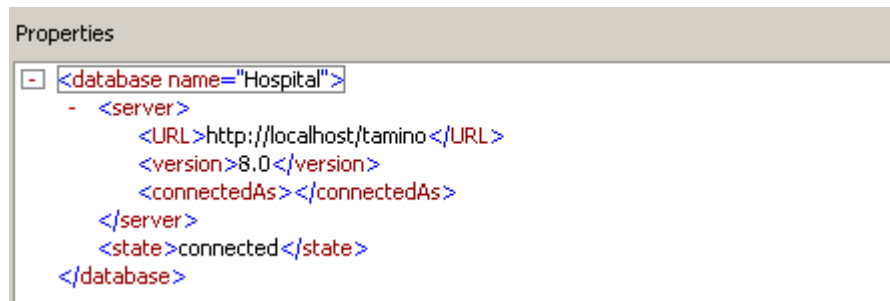 Properties
- <database name="Hospital">
- <server>
<URL>http://localhost/tamino</URL>
<version>8.0</version>
<connectedAs></connectedAs>
</server>
<state>connected</state>
</database>